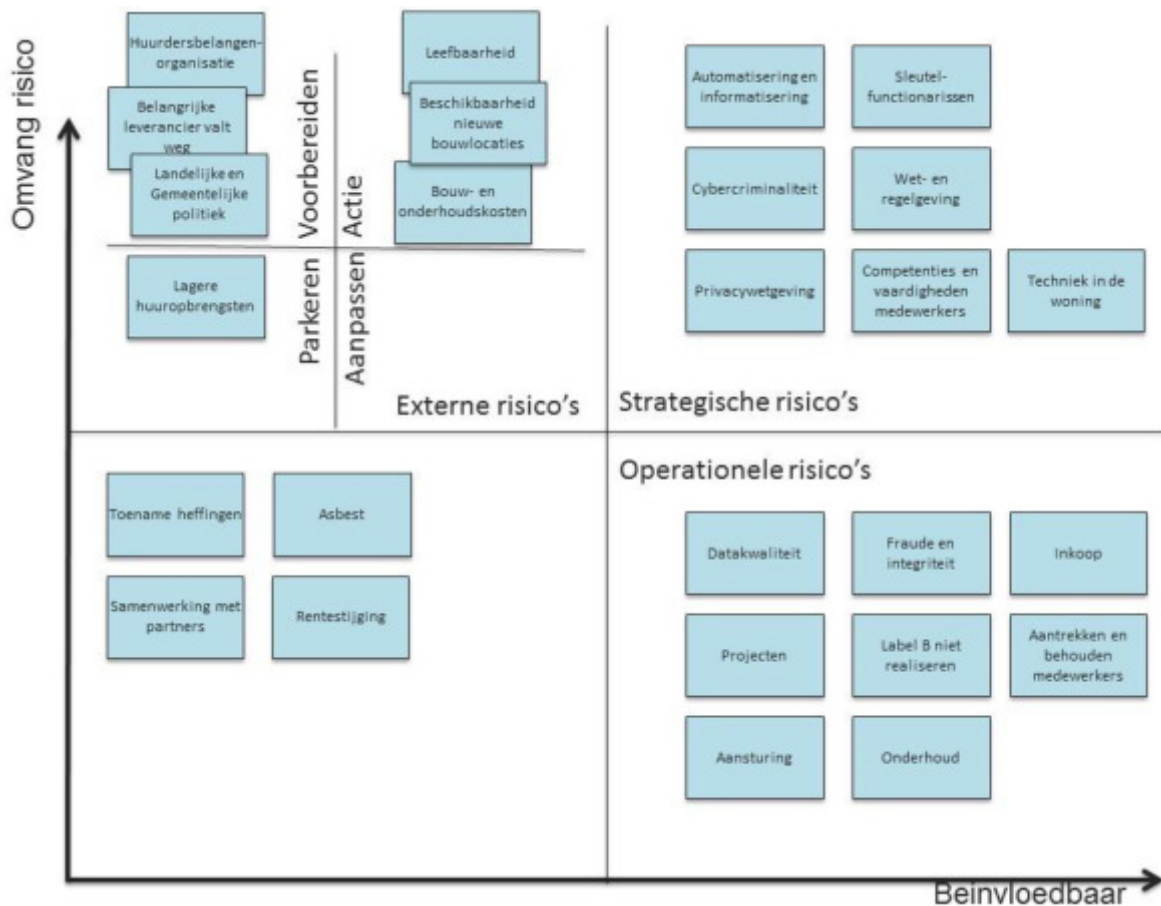 Omvang risico
Huurdersbelangen-
organisatie
Belangrijke
leverancier valt
weg
Landelijke en
Gemeentelijke
politiek
Voorbereiden
Actie
Leefbaarheid
Beschikbaarheid
nieuwe
bouwlocaties
Bouw- en
onderhoudskosten
Lagere
huuropbrengsten
Parkeren
Aanpassen
Externe risico's
Automatisering en
informatisering
Sleutel-
functionarissen
Cybercriminaliteit
Wet- en
regelgeving
Privacywetgeving
Competenties en
vaardigheden
medewerkers
Techniek in de
woning
Strategische risico's
Toename heffingen
Asbest
Samenwerking met
partners
Rentestijging
Operationele risico's
Datakwaliteit
Fraude en
integriteit
Inkoop
Projecten
Label B niet
realiseren
Aantrekken en
behouden
medewerkers
Aansturing
Onderhoud
Beinvloedbaar